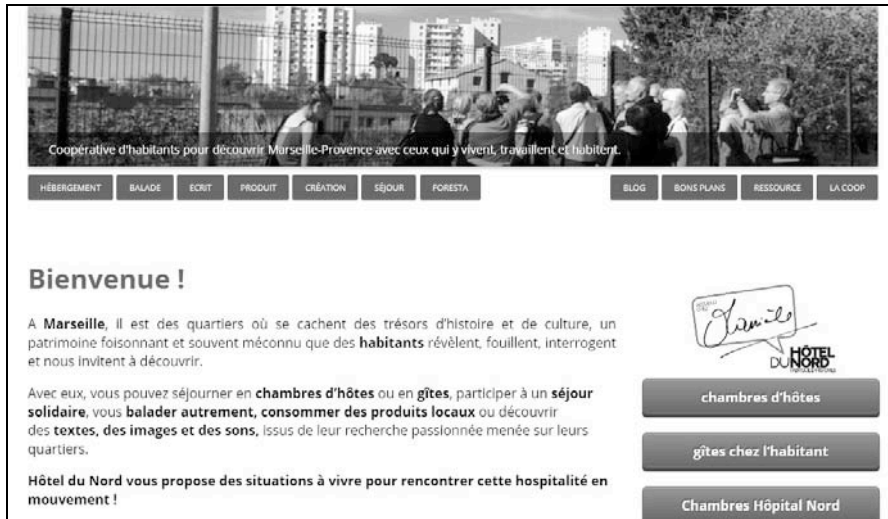 Coopérative d'habitants pour découvrir Marseille-Provence avec ceux qui y vivent, travaillent et habitent.
HÉBERGEMENT BALADE ECRIT PRODUIT CRÉATION SÉJOUR FORESTA BLOG BONS PLANS RESSOURCE LA COOP
Bienvenue !
A Marseille, il est des quartiers où se cachent des trésors d'histoire et de culture, un
patrimoine foisonnant et souvent méconnu que des habitants révèlent, fouillent, interrogent
et nous invitent à découvrir.
Avec eux, vous pouvez séjourner en chambres d'hôtes ou en gîtes, participer à un séjour
solidaire, vous balader autrement, consommer des produits locaux ou découvrir
des textes, des images et des sons, issus de leur recherche passionnée menée sur leurs
quartiers.
Hôtel du Nord vous propose des situations à vivre pour rencontrer cette hospitalité en
mouvement !
HÔTEL
DU NORD
chambres d'hôtes
gîtes chez l'habitant
Chambres Hôpital Nord